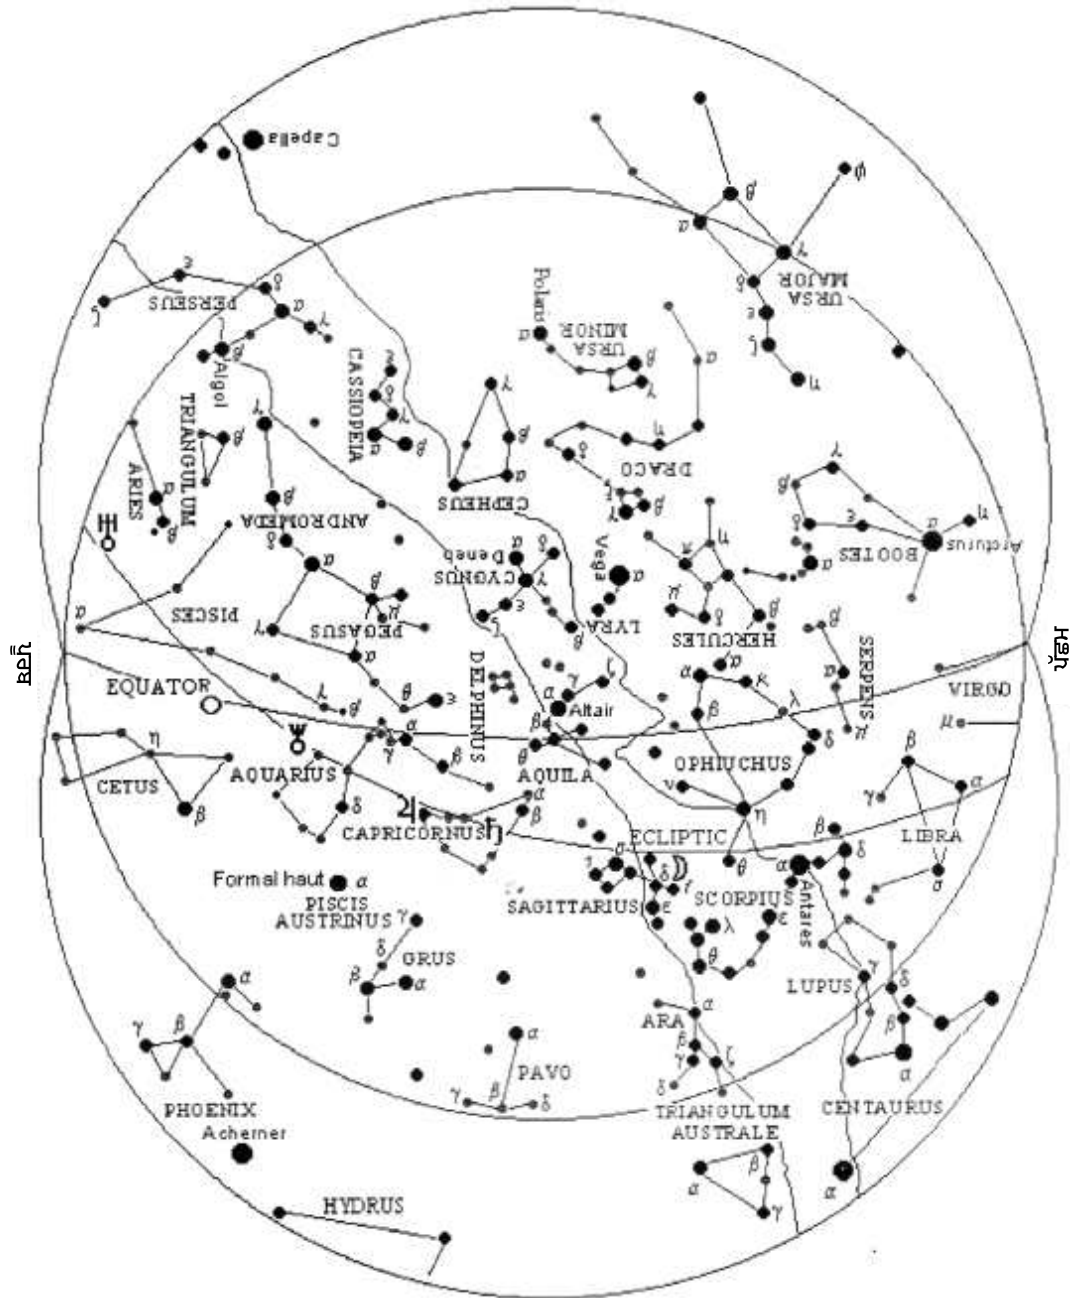 Capella
φ
β
α
γ
URSA
MAJOR
δ
ε
ζ
η
PERSEUS
ε
δ
α
γ
ζ
β
Algol
Polaris
α
URSA
MINOR
β
γ
CASSIOPEIA
ε
δ
γ
α
β
γ
β
α
CEPHEUS
α
η
δ
DRACO
β
γ
TRIANGULUM
β
ARIES
α
β
γ
β
ANDROMEDA
δ
α
γ
β
δ
ε
α
η
BOOTES
Arcturus
α
Deneb
δ
CYGNUS
γ
ε
ζ
β
Vega
α
LYRA
π
η
μ
δ
β
HERCULES
α
PISCES
α
γ
β
β
μ
PEGASUS
γ
α
θ
ε
DELPHINUS
β
α
SERPENS
μ
VIRGO
μ
EQUATOR
γ
ζ
α
Altair
β
θ
AQUILA
α
κ
β
λ
δ
OPHIUCHUS
ν
η
θ
CETUS
η
β
AQUARIUS
α
γ
β
δ
CAPRICORNUS
α
β
ECLIPTIC
LIBRA
β
α
γ
σ
Formal haut
α
PISCIS
AUSTRINUS
SAGITTARIUS
σ
δ
ε
SCORPIUS
β
δ
α
Antares
ε
λ
θ
GRUS
γ
δ
β
α
LUPUS
γ
δ
β
α
CENTAURUS
ARA
α
β
γ
δ
ζ
PHOENIX
α
β
γ
Acherner
PAVO
α
β
γ
δ
TRIANGULUM
AUSTRALE
α
β
γ
α
HYDRUS